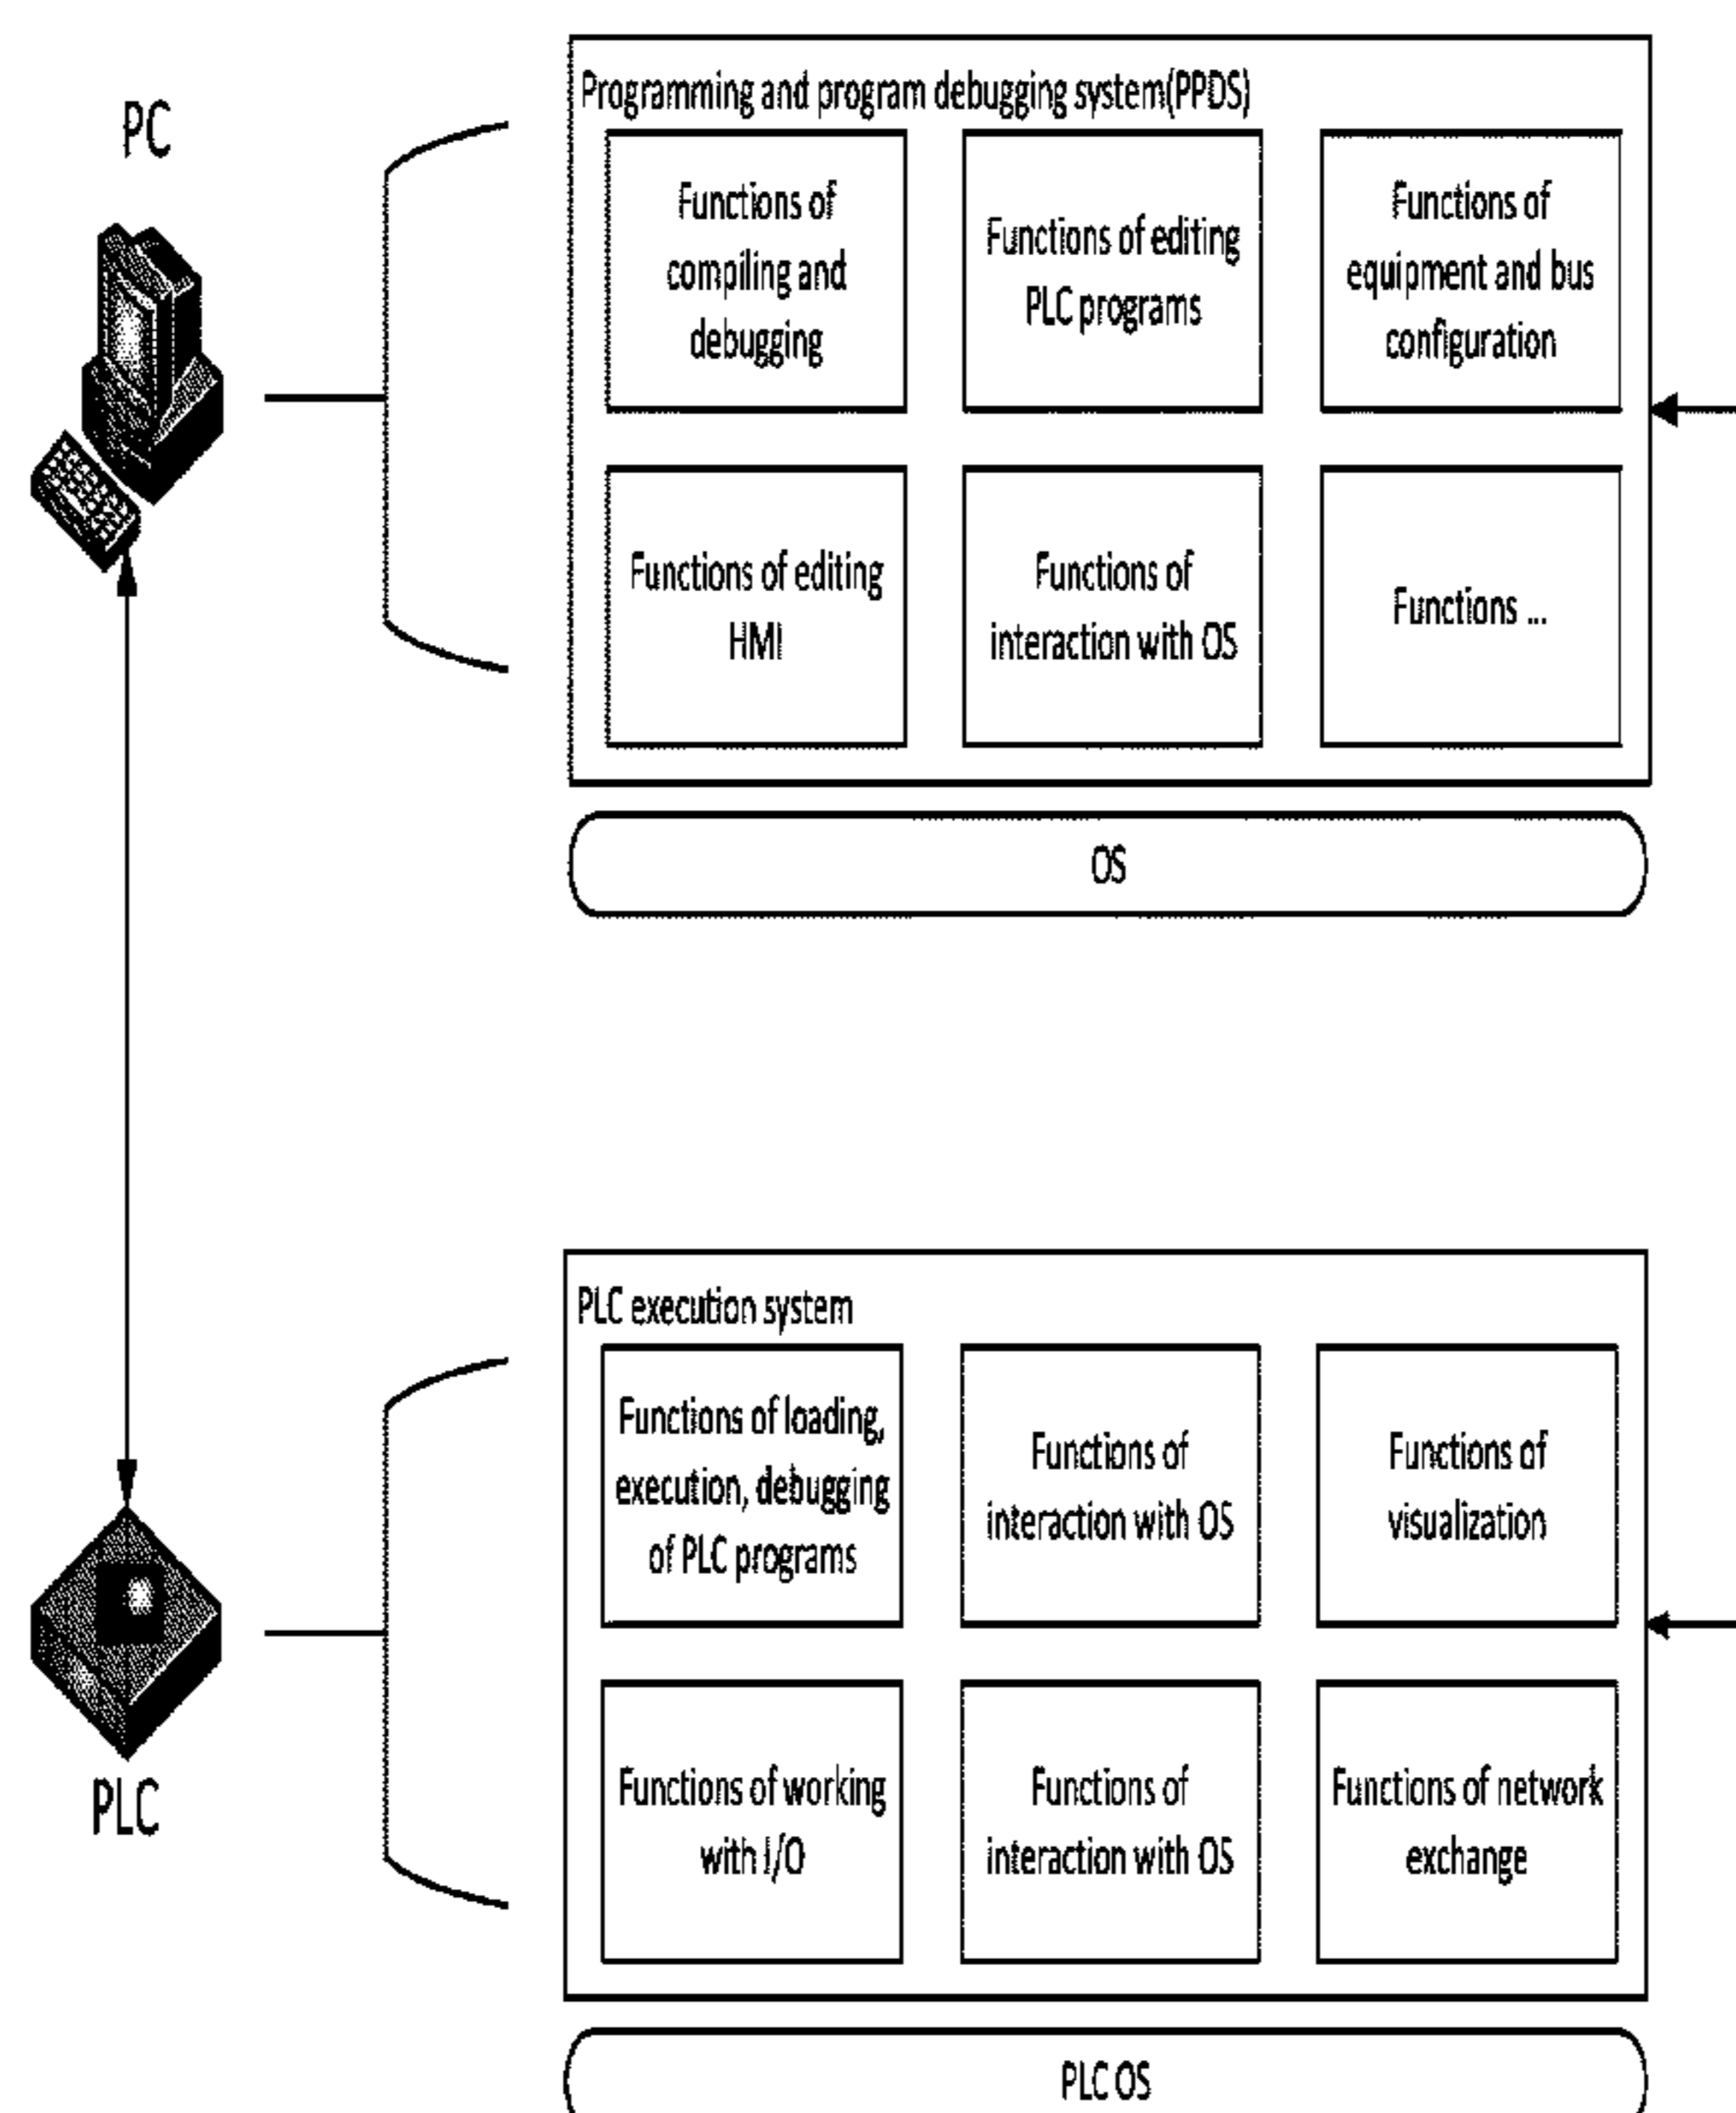 PC
Programming and program debugging system(PPDS)
Functions of
compiling and
debugging
Functions of editing
PLC programs
Functions of
equipment and bus
configuration
Functions of editing
HMI
Functions of
interaction with OS
Functions ...
OS
PLC execution system
Functions of loading,
execution, debugging
of PLC programs
Functions of
interaction with OS
Functions of
visualization
Functions of working
with I/O
Functions of
interaction with OS
Functions of network
exchange
PLC
PLC OS